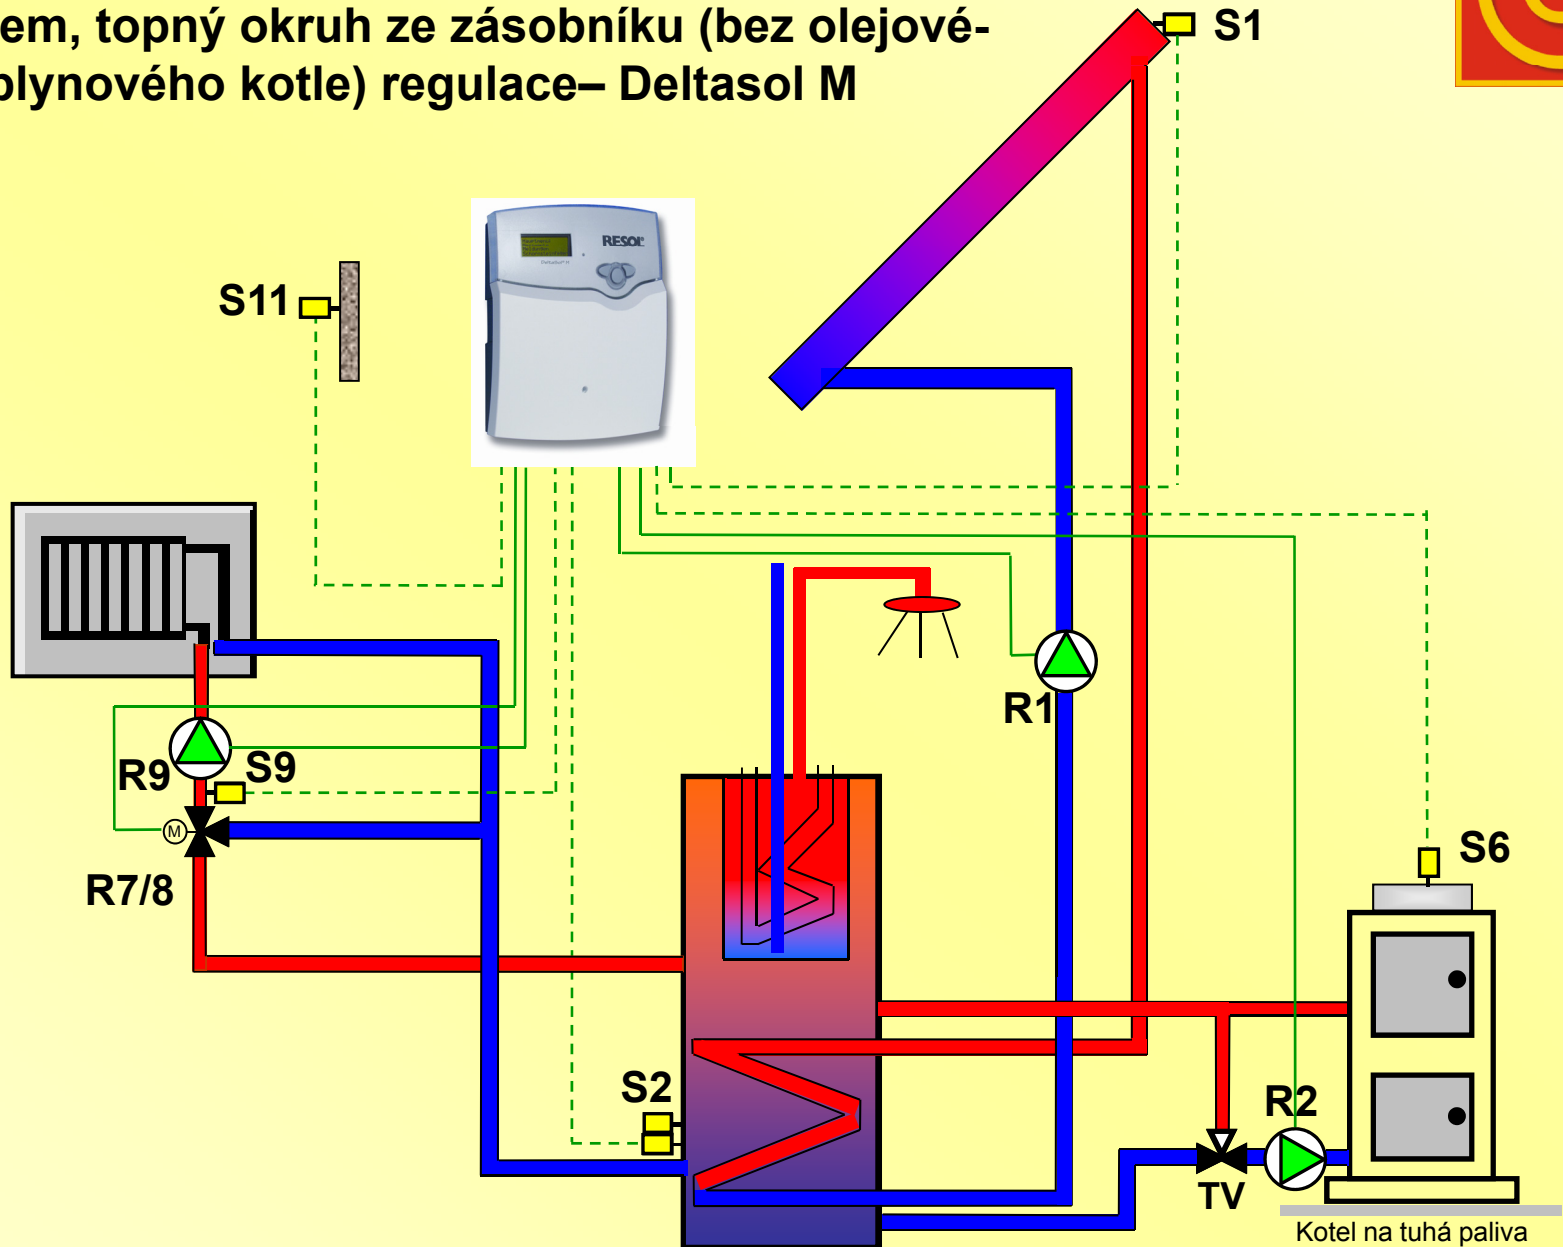 em, topný okruh ze zásobníku (bez olejové-
plynového kotle) regulace– Deltasol M
S1
RESOL
S11
R1
R9
S9
M
R7/8
S6
S2
R2
TV
Kotel na tuhá paliva